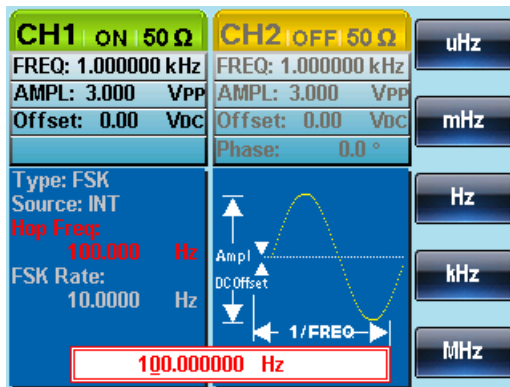 CH1 ON 50 Ω
FREQ: 1.000000 kHz
AMPL: 3.000 VPP
Offset: 0.00 VDC
CH2 OFF 50 Ω
FREQ: 1.000000 kHz
AMPL: 3.000 VPP
Offset: 0.00 VDC
Phase: 0.0 °
Type: FSK
Source: INT
Hop Freq:
100.000 Hz
FSK Rate:
10.0000 Hz
Ampl
DC Offset
1/FREQ
100.000000 Hz
uHz
mHz
Hz
kHz
MHz